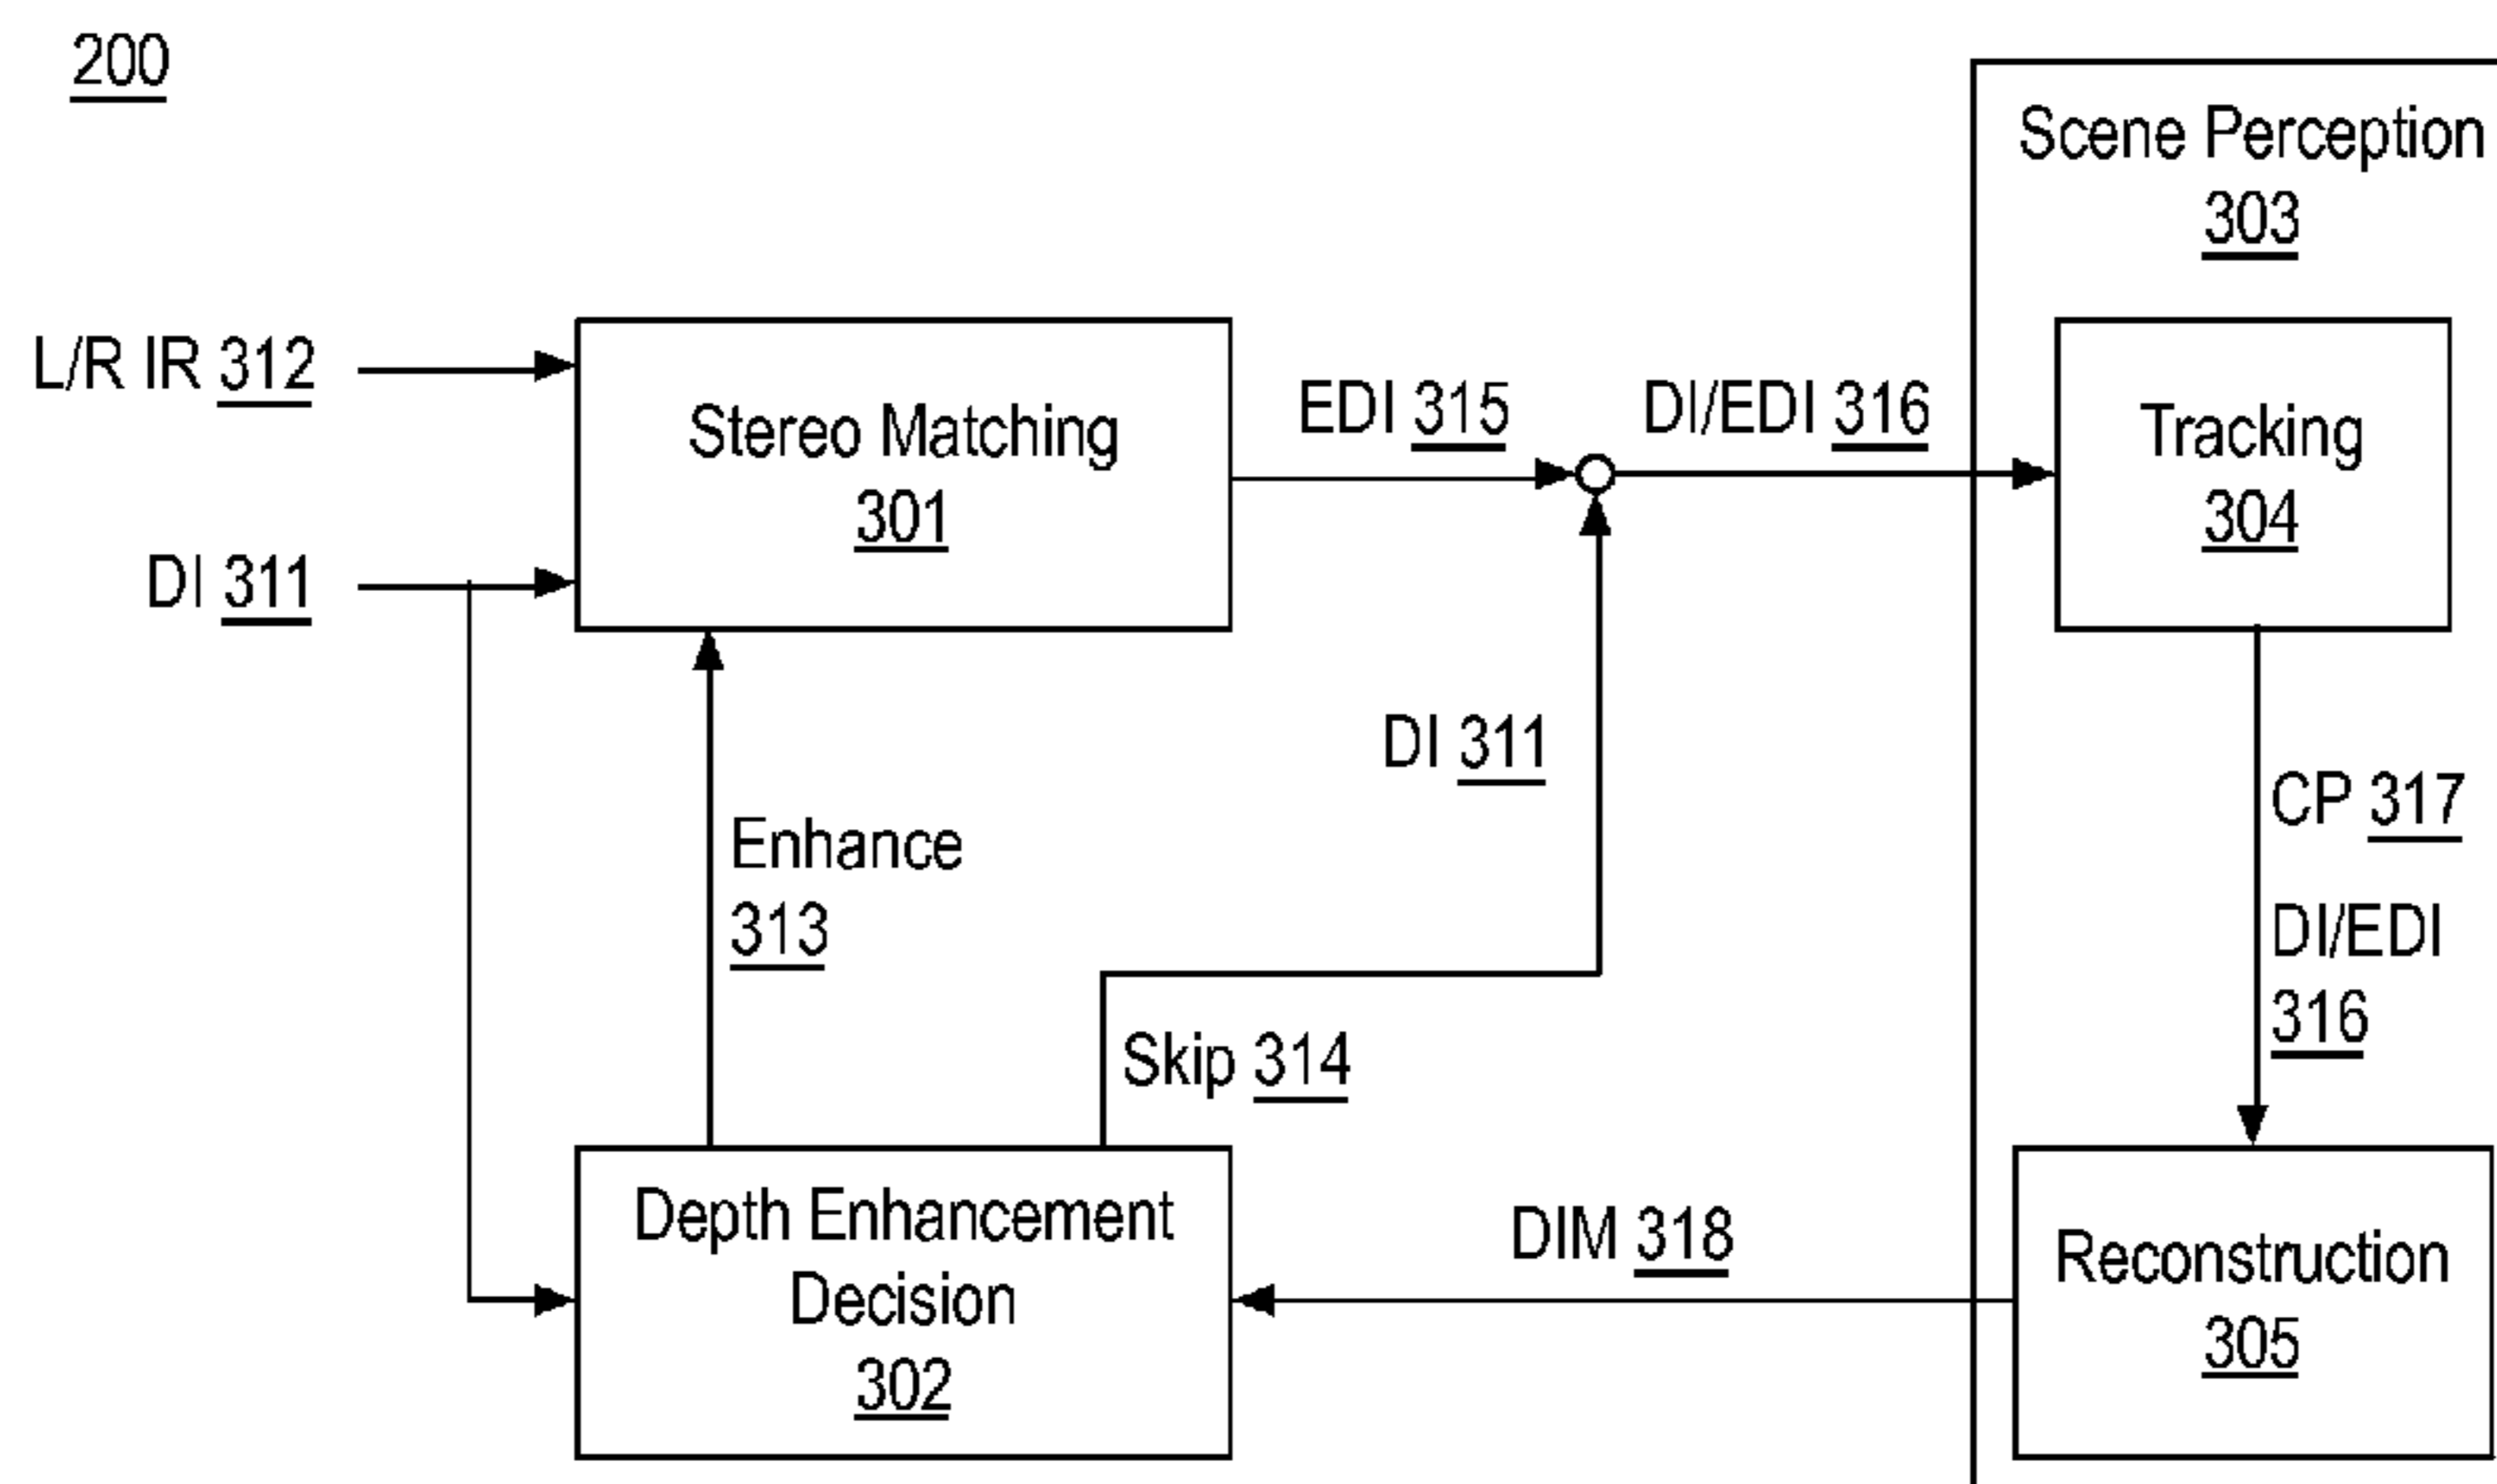 200
Scene Perception
303
L/R IR 312
DI 311
Stereo Matching
301
EDI 315
DI/EDI 316
Tracking
304
DI 311
Enhance
313
Skip 314
CP 317
DI/EDI
316
Depth Enhancement
Decision
302
DIM 318
Reconstruction
305